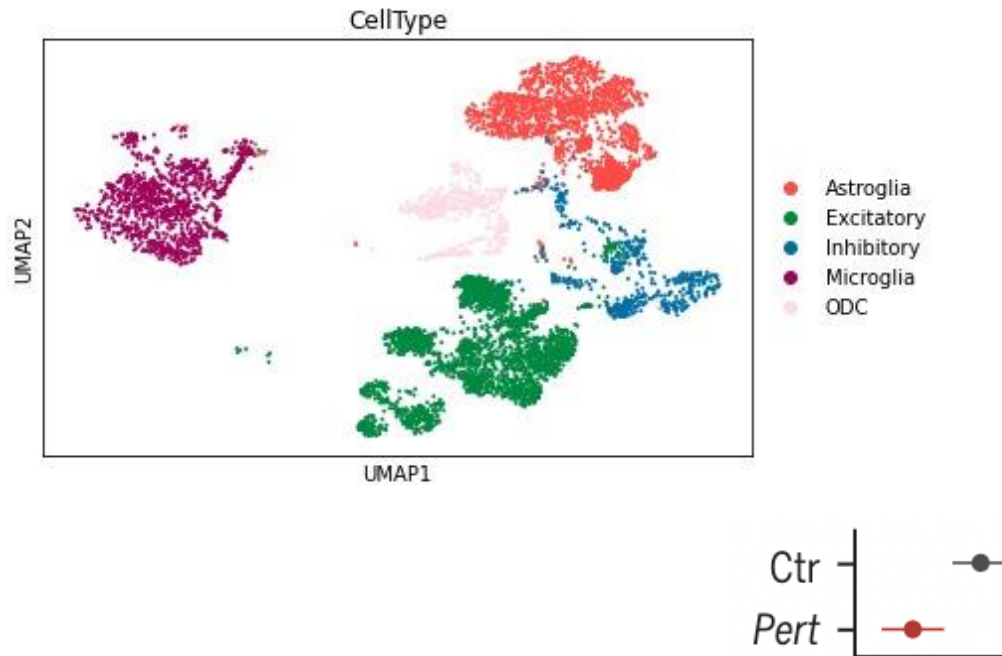 CellType
UMAP2
Astroglia
Excitatory
Inhibitory
Microglia
ODC
UMAP1
Ctr
Pert